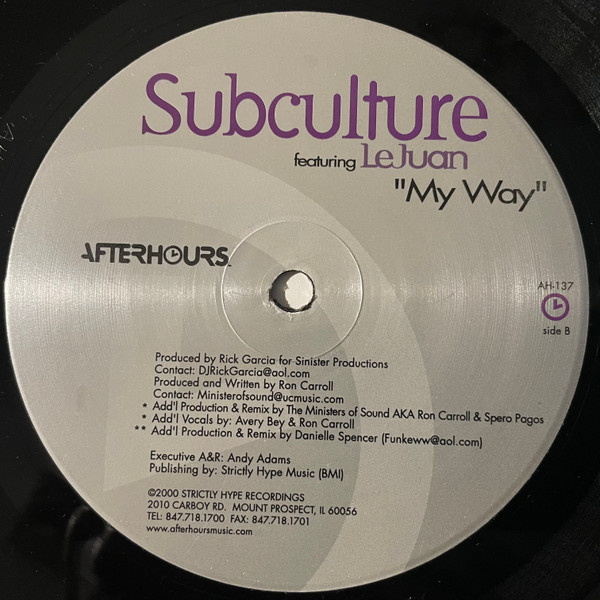 Subculture
featuring LeJuan
"My Way"
AFTERHOURS
AH-137
side B
Produced by Rick Garcia for Sinister Productions
Contact: DJRickGarcia@aol.com
Produced and Written by Ron Carroll
Contact: Ministerofsound@ucmusic.com
* Add'l Production & Remix by The Ministers of Sound AKA Ron Carroll & Spero Pagos
* Add'l Vocals by: Avery Bey & Ron Carroll
** Add'l Production & Remix by Danielle Spencer (Funkeww@aol.com)
Executive A&R: Andy Adams
Publishing by: Strictly Hype Music (BMI)
©2000 STRICTLY HYPE RECORDINGS
2010 CARBOY RD. MOUNT PROSPECT, IL 60056
TEL: 847.718.1700 FAX: 847.718.1701
www.afterhoursmusic.com